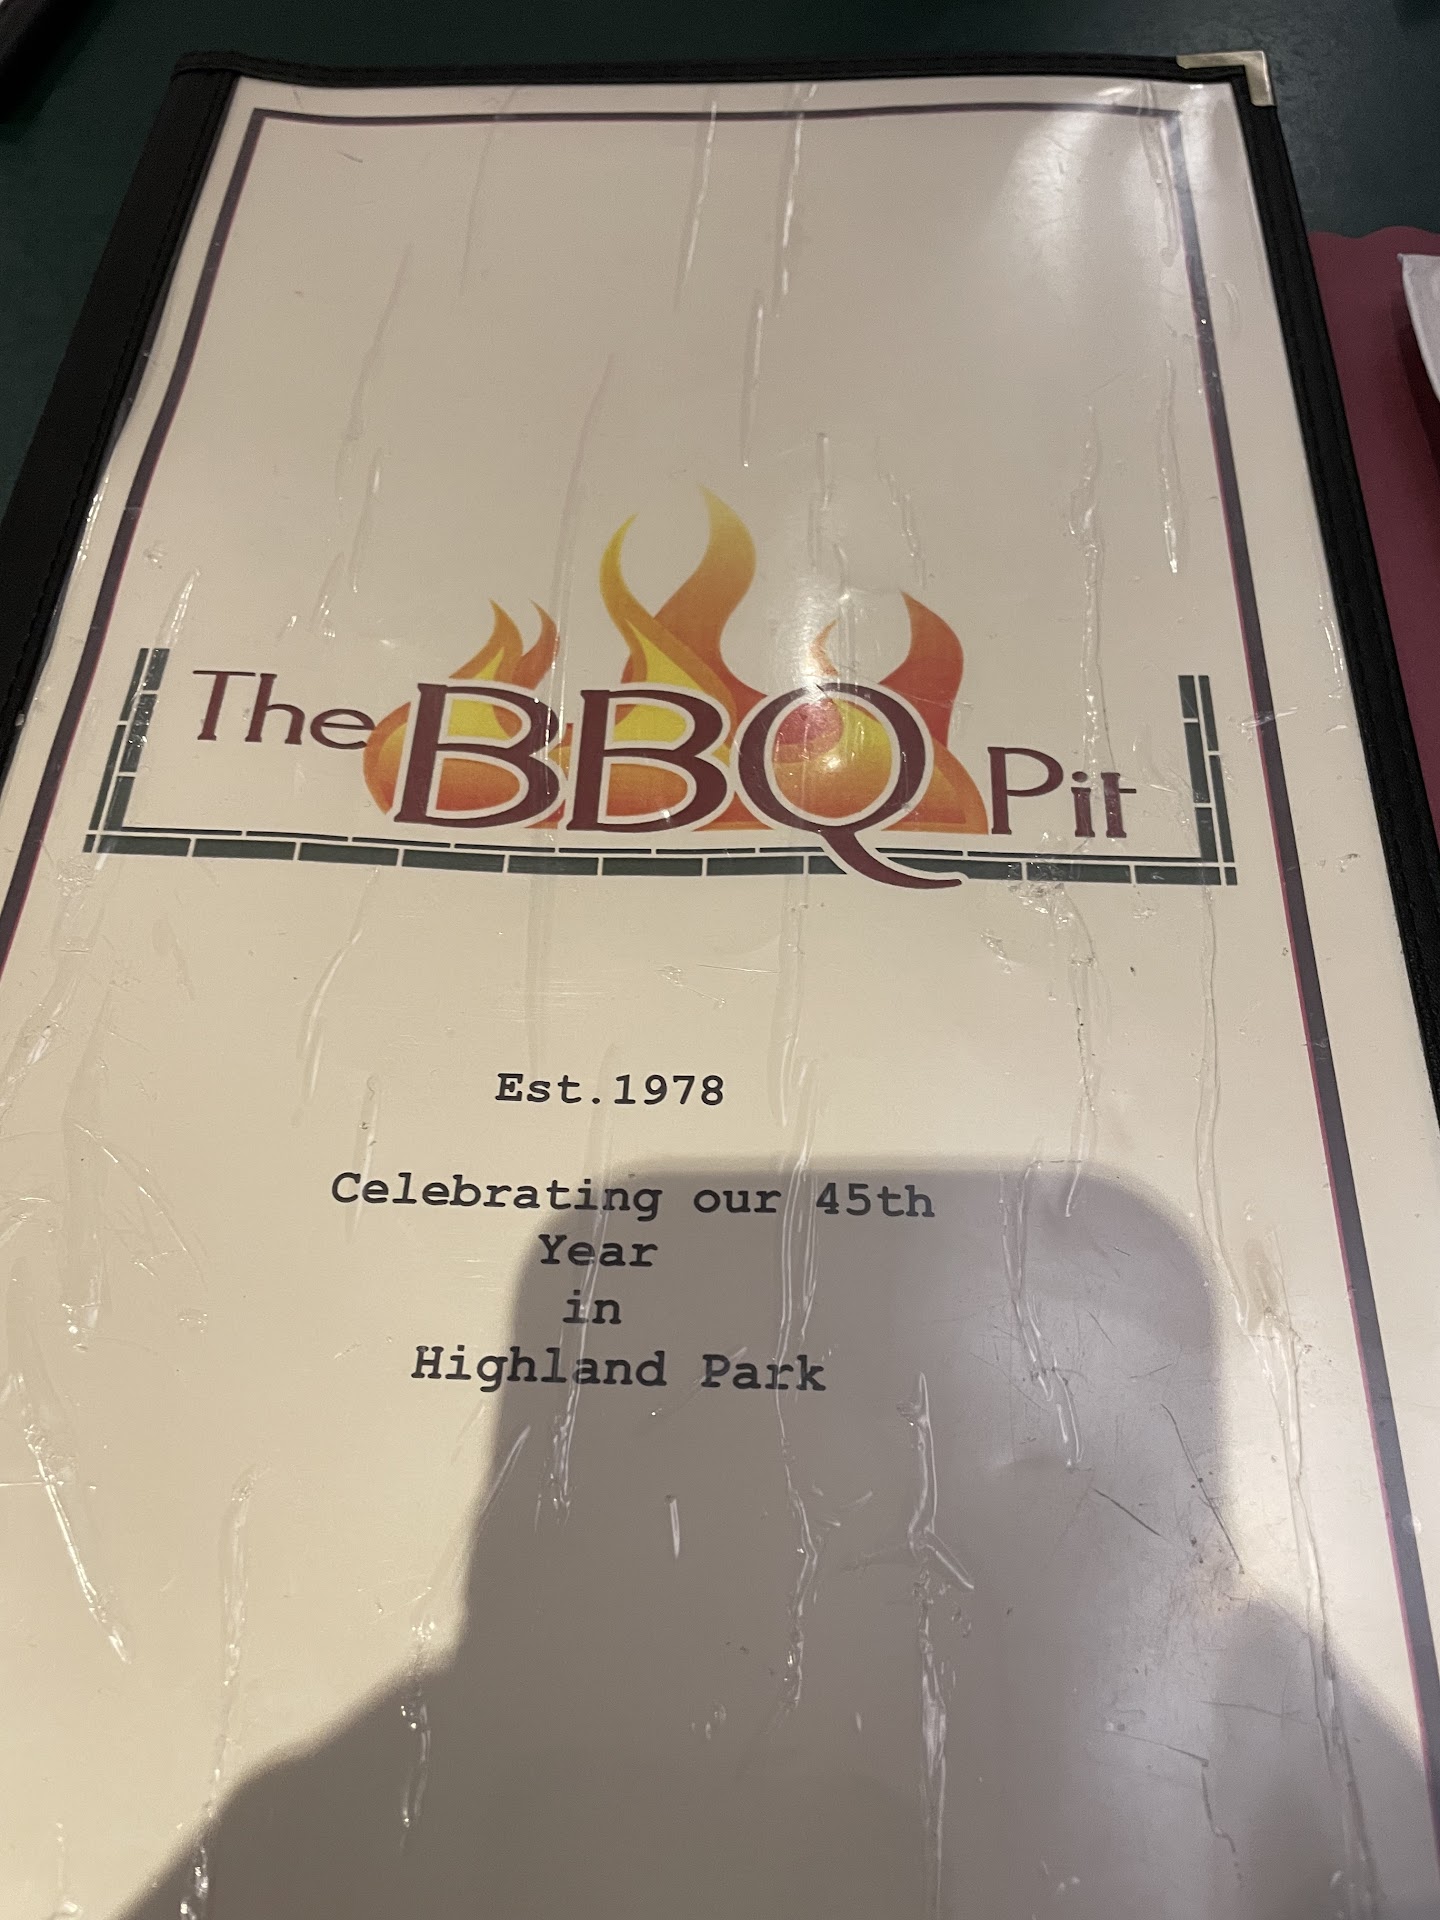 The BBQ Pit
Est.1978
Celebrating our 45th
Year
in
Highland Park